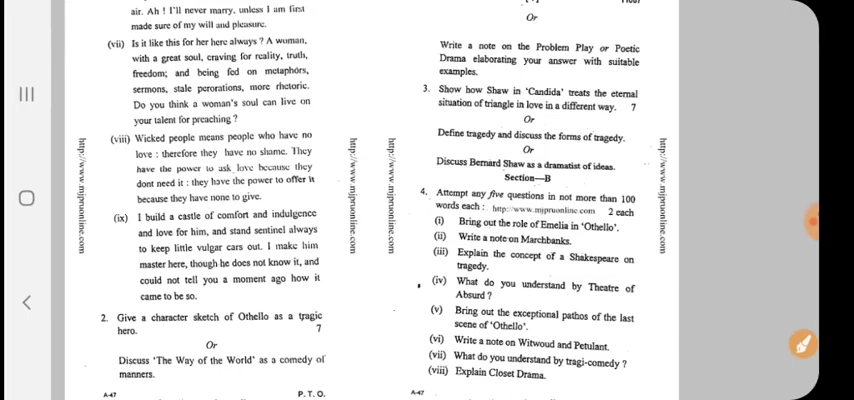 air. Ah ! I'll never marry, unless I am first
made sure of my will and pleasure.
(vii) Is it like this for her here always ? A woman,
with a great soul, craving for reality, truth,
freedom; and being fed on metaphors,
sermons, stale perorations, more rhetoric.
Do you think a woman's soul can live on
your talent for preaching ?
(viii) Wicked people means people who have no
love : therefore they have no shame. They
have the power to ask love because they
dont need it : they have the power to offer it
because they have none to give.
(ix) I build a castle of comfort and indulgence
and love for him, and stand sentinel always
to keep little vulgar cars out. I make him
master here, though he does not know it, and
could not tell you a moment ago how it
came to be so.
2. Give a character sketch of Othello as a tragic
hero. 7
Or
Discuss 'The Way of the World' as a comedy of
manners.
A-47 P. T. O.
http://www.mjpruonline.com
http://www.mjpruonline.com
Or
Write a note on the Problem Play or Poetic
Drama elaborating your answer with suitable
examples.
3. Show how Shaw in 'Candida' treats the eternal
situation of triangle in love in a different way. 7
Or
Define tragedy and discuss the forms of tragedy.
Or
Discuss Bernard Shaw as a dramatist of ideas.
Section—B
4. Attempt any five questions in not more than 100
words each : http://www.mjpruonline.com 2 each
(i) Bring out the role of Emelia in 'Othello'.
(ii) Write a note on Marchbanks.
(iii) Explain the concept of a Shakespeare on
tragedy.
(iv) What do you understand by Theatre of
Absurd ?
(v) Bring out the exceptional pathos of the last
scene of 'Othello'.
(vi) Write a note on Witwoud and Petulant.
(vii) What do you understand by tragi-comedy ?
(viii) Explain Closet Drama.
A-47
http://www.mjpruonline.com
http://www.mjpruonline.com